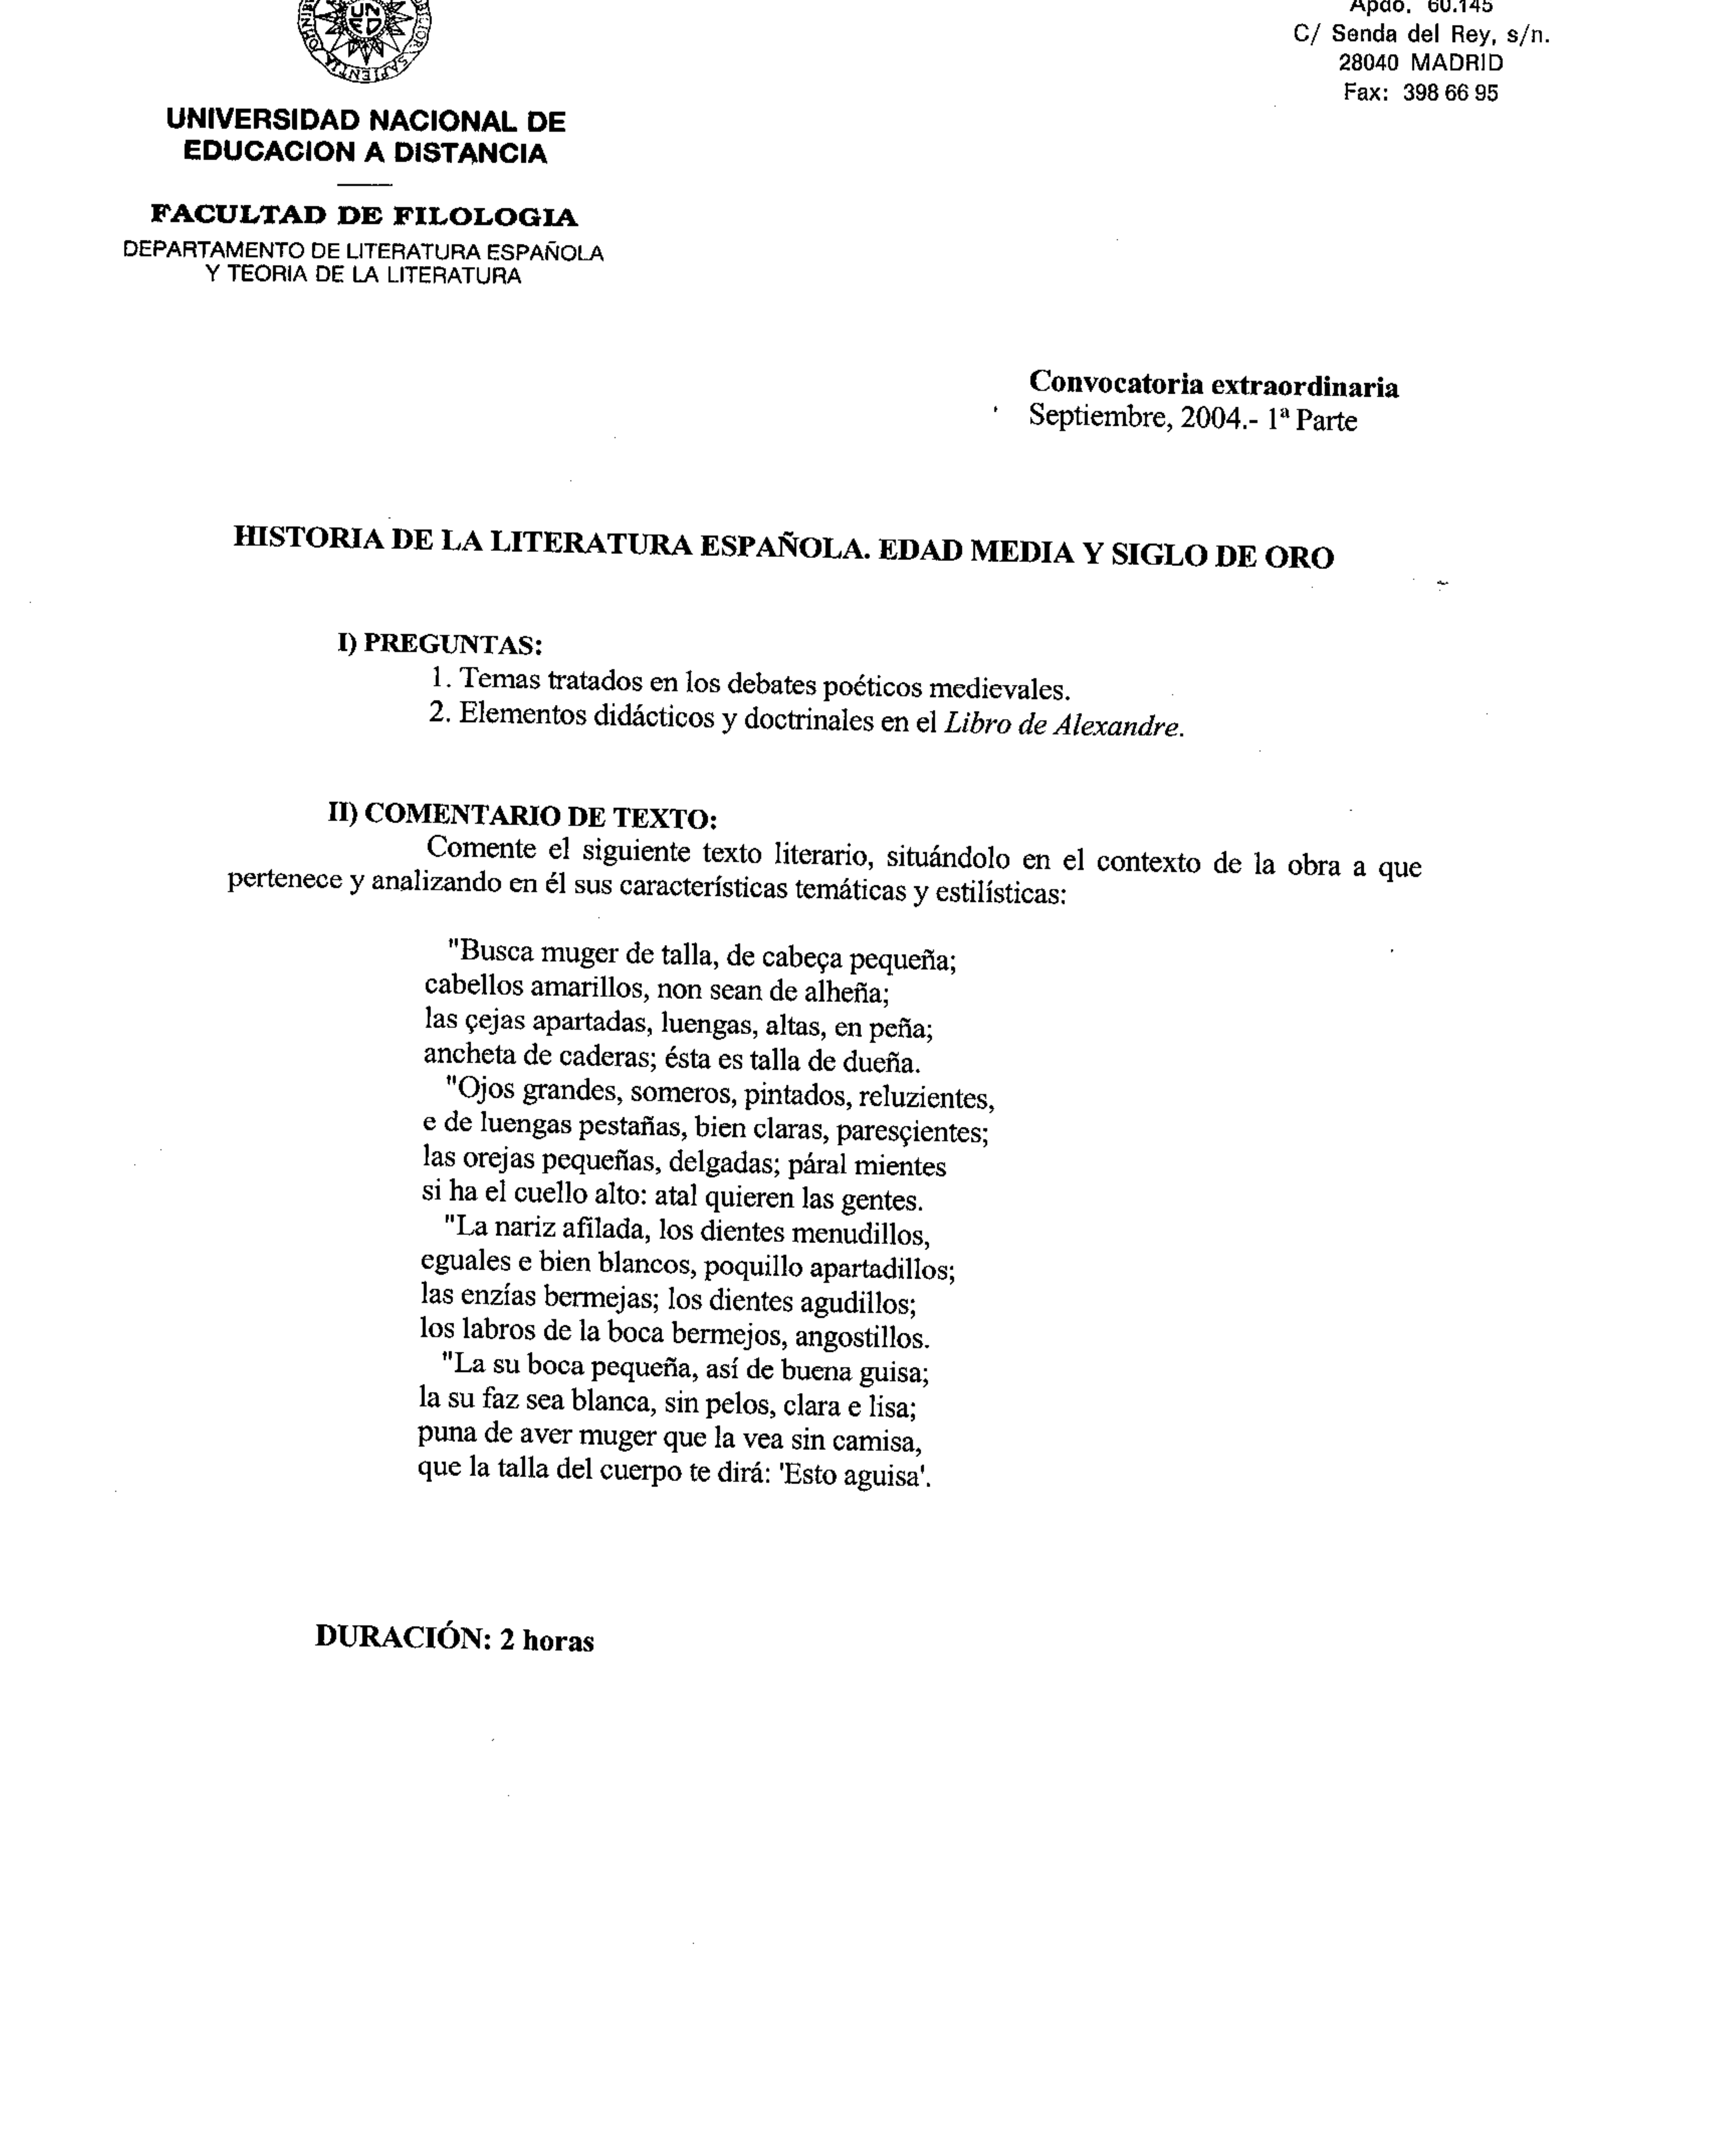 UNED
SAPIENTIA
Apdo. 60.145
C/ Senda del Rey, s/n.
28040 MADRID
Fax: 398 66 95
UNIVERSIDAD NACIONAL DE
EDUCACION A DISTANCIA
FACULTAD DE FILOLOGIA
DEPARTAMENTO DE LITERATURA ESPAÑOLA
Y TEORIA DE LA LITERATURA
Convocatoria extraordinaria
Septiembre, 2004.- 1ª Parte
HISTORIA DE LA LITERATURA ESPAÑOLA. EDAD MEDIA Y SIGLO DE ORO
I) PREGUNTAS:
1. Temas tratados en los debates poéticos medievales.
2. Elementos didácticos y doctrinales en el Libro de Alexandre.
II) COMENTARIO DE TEXTO:
Comente el siguiente texto literario, situándolo en el contexto de la obra a que
pertenece y analizando en él sus características temáticas y estilísticas:
"Busca muger de talla, de cabeça pequeña;
cabellos amarillos, non sean de alheña;
las çejas apartadas, luengas, altas, en peña;
ancheta de caderas; ésta es talla de dueña.
"Ojos grandes, someros, pintados, reluzientes,
e de luengas pestañas, bien claras, paresçientes;
las orejas pequeñas, delgadas; páral mientes
si ha el cuello alto: atal quieren las gentes.
"La nariz afilada, los dientes menudillos,
eguales e bien blancos, poquillo apartadillos;
las enzías bermejas; los dientes agudillos;
los labros de la boca bermejos, angostillos.
"La su boca pequeña, así de buena guisa;
la su faz sea blanca, sin pelos, clara e lisa;
puna de aver muger que la vea sin camisa,
que la talla del cuerpo te dirá: 'Esto aguisa'.
DURACIÓN: 2 horas